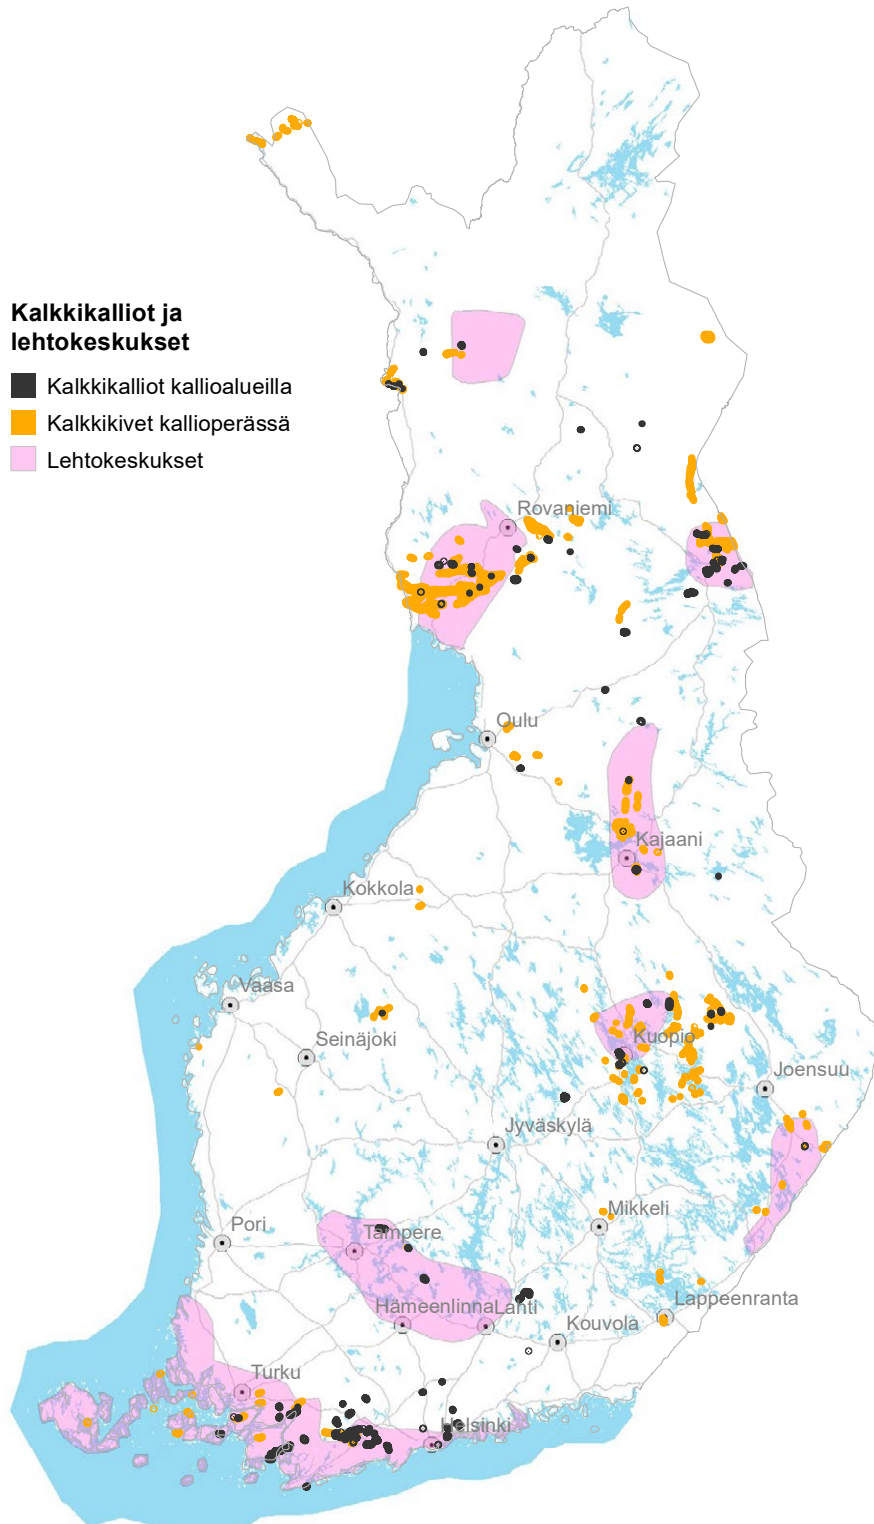 Kalkkikalliot ja
lehtokeskukset
Kalkkikalliot kallioalueilla
Kalkkikivet kallioperässä
Lehtokeskukset
Rovaniemi
Oulu
Kajaani
Kokkola
Vaasa
Seinäjoki
Kuopio
Joensuu
Jyväskylä
Mikkeli
Pori
Tampere
Hämeenlinna
Lahti
Lappeenranta
Kouvola
Turku
Helsinki